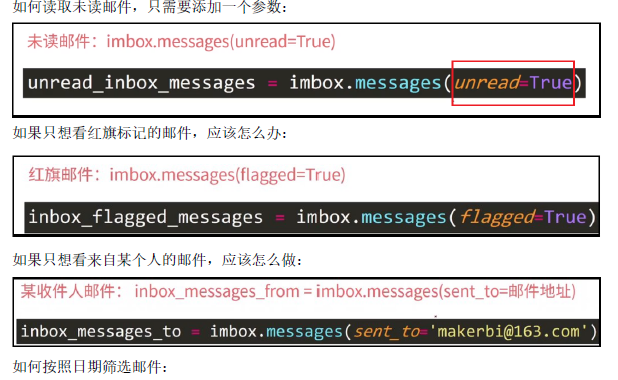 如何读取未读邮件，只需要添加一个参数：
未读邮件：imbox.messages(unread=True)
unread_inbox_messages = imbox.messages(unread=True)
如果只想看红旗标记的邮件，应该怎么办：
红旗邮件：imbox.messages(flagged=True)
inbox_flagged_messages = imbox.messages(flagged=True)
如果只想看来自某个人的邮件，应该怎么做：
某收件人邮件： inbox_messages_from = imbox.messages(sent_to=邮件地址)
inbox_messages_to = imbox.messages(sent_to='makerbi@163.com')
如何按照日期筛选邮件：